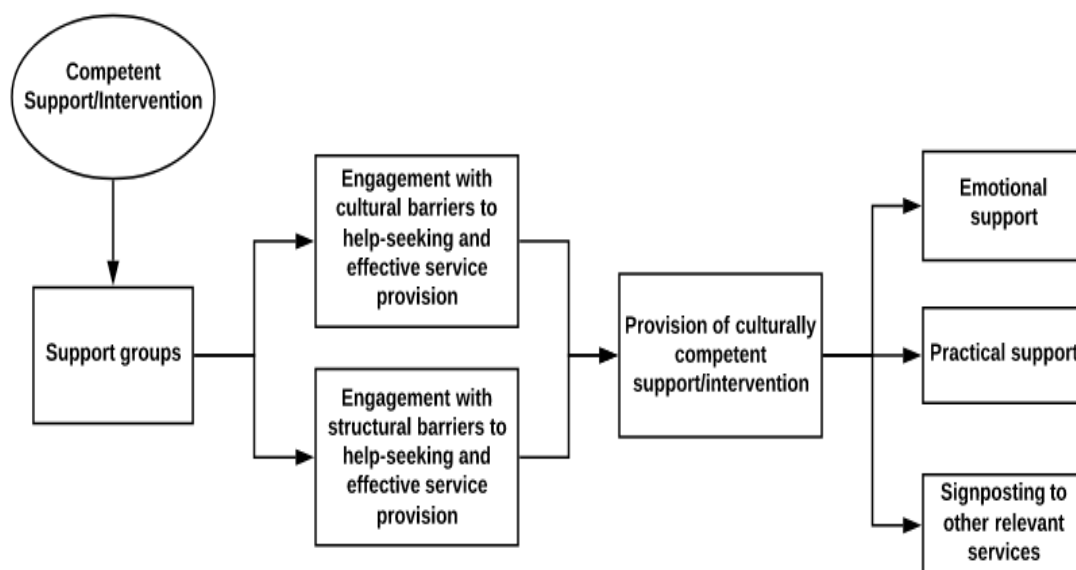 Competent
Support/Intervention
Support groups
Engagement with
cultural barriers to
help-seeking and
effective service
provision
Engagement with
structural barriers to
help-seeking and
effective service
provision
Provision of culturally
competent
support/intervention
Emotional
support
Practical support
Signposting to
other relevant
services